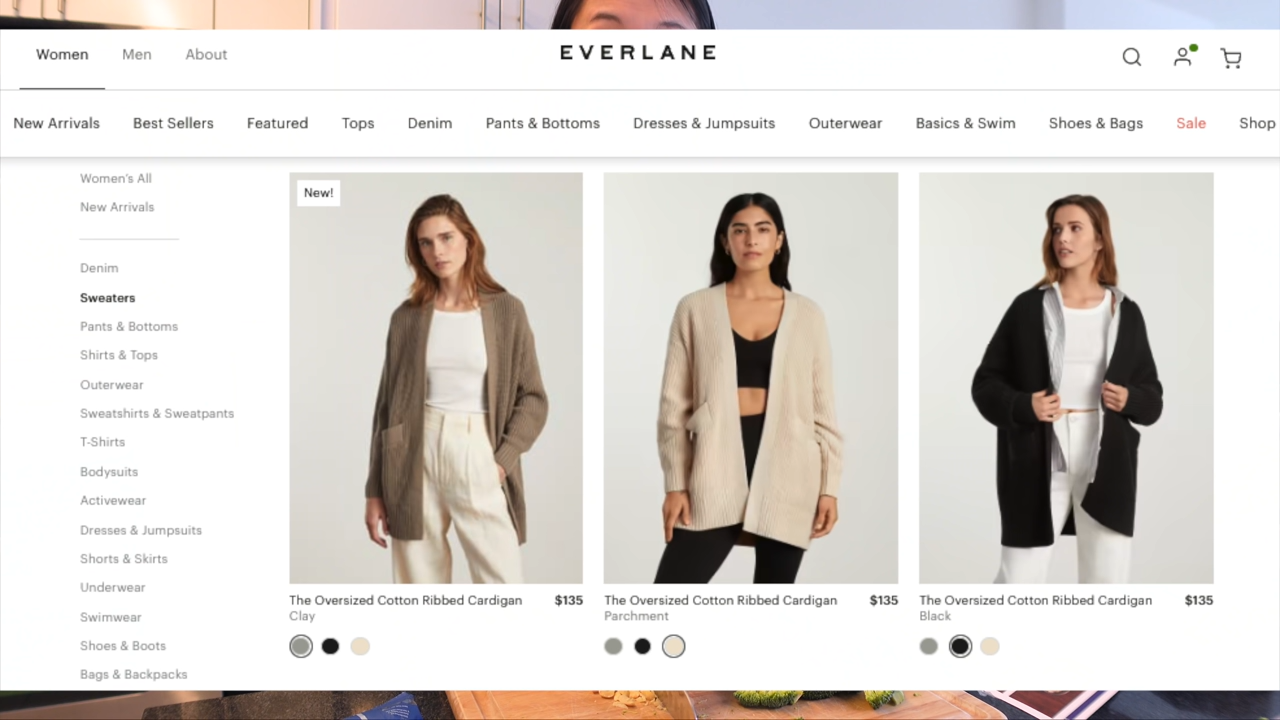 Women Men About
EVERLANE
New Arrivals Best Sellers Featured Tops Denim Pants & Bottoms Dresses & Jumpsuits Outerwear Basics & Swim Shoes & Bags Sale Shop
Women's All
New Arrivals
Denim
Sweaters
Pants & Bottoms
Shirts & Tops
Outerwear
Sweatshirts & Sweatpants
T-Shirts
Bodysuits
Activewear
Dresses & Jumpsuits
Shorts & Skirts
Underwear
Swimwear
Shoes & Boots
Bags & Backpacks
New!
The Oversized Cotton Ribbed Cardigan $135
Clay
The Oversized Cotton Ribbed Cardigan $135
Parchment
The Oversized Cotton Ribbed Cardigan $135
Black